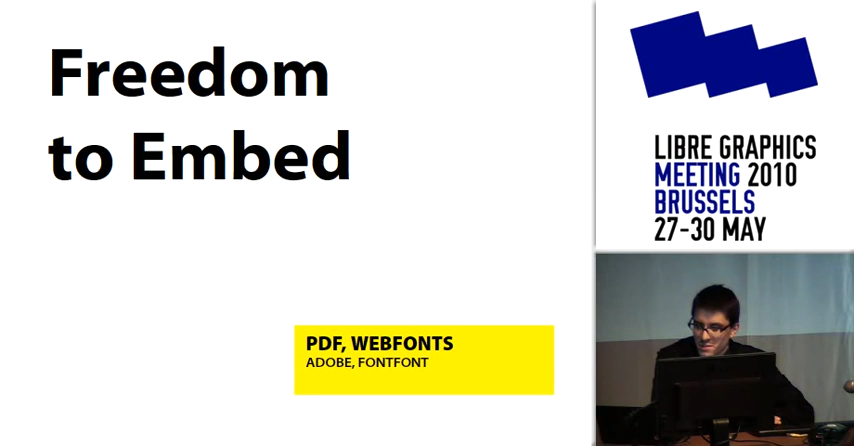 Freedom
to Embed
PDF, WEBFONTS
ADOBE, FONTFONT
LIBRE GRAPHICS
MEETING 2010
BRUSSELS
27-30 MAY